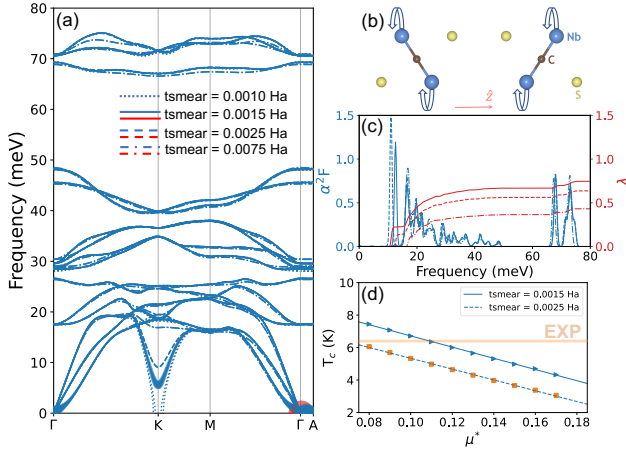 (a)
Frequency (meV)
80
70
60
50
40
30
20
10
0
Γ
K
M
Γ
A
tsmear = 0.0010 Ha
tsmear = 0.0015 Ha
tsmear = 0.0025 Ha
tsmear = 0.0075 Ha
(b)
Nb
C
S
ẑ
(c)
α²F
1.5
1.0
0.5
0.0
0
20
40
60
80
Frequency (meV)
1.5
1.0
0.5
0.0
λ
(d)
tsmear = 0.0015 Ha
tsmear = 0.0025 Ha
EXP
T_c (K)
8
6
4
2
0.08
0.10
0.12
0.14
0.16
0.18
μ*